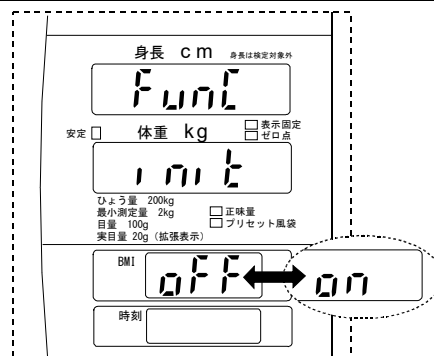 身長 cm 身長は検定対象外
FunC
安定 体重 kg 表示固定
ゼロ点
init
ひょう量 200kg
最小測定量 2kg 正味量
目量 100g プリセット風袋
実目量 20g (拡張表示)
BMI oFF on
時刻